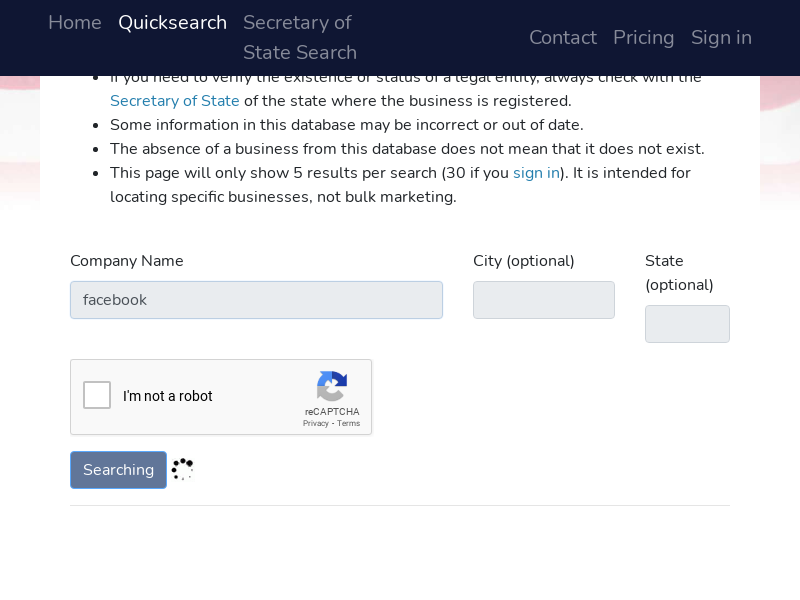 Home Quicksearch Secretary of State Search Contact Pricing Sign in
If you need to verify the existence or status of a legal entity, always check with the
Secretary of State of the state where the business is registered.
Some information in this database may be incorrect or out of date.
The absence of a business from this database does not mean that it does not exist.
This page will only show 5 results per search (30 if you sign in). It is intended for
locating specific businesses, not bulk marketing.
Company Name
facebook
City (optional)
State
(optional)
I'm not a robot
reCAPTCHA
Privacy - Terms
Searching